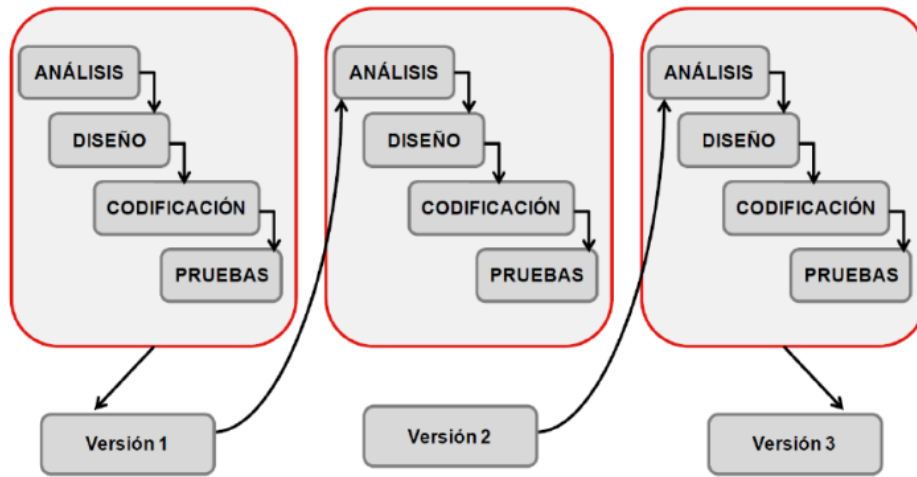 ANÁLISIS
DISEÑO
CODIFICACIÓN
PRUEBAS
ANÁLISIS
DISEÑO
CODIFICACIÓN
PRUEBAS
ANÁLISIS
DISEÑO
CODIFICACIÓN
PRUEBAS
Versión 1
Versión 2
Versión 3